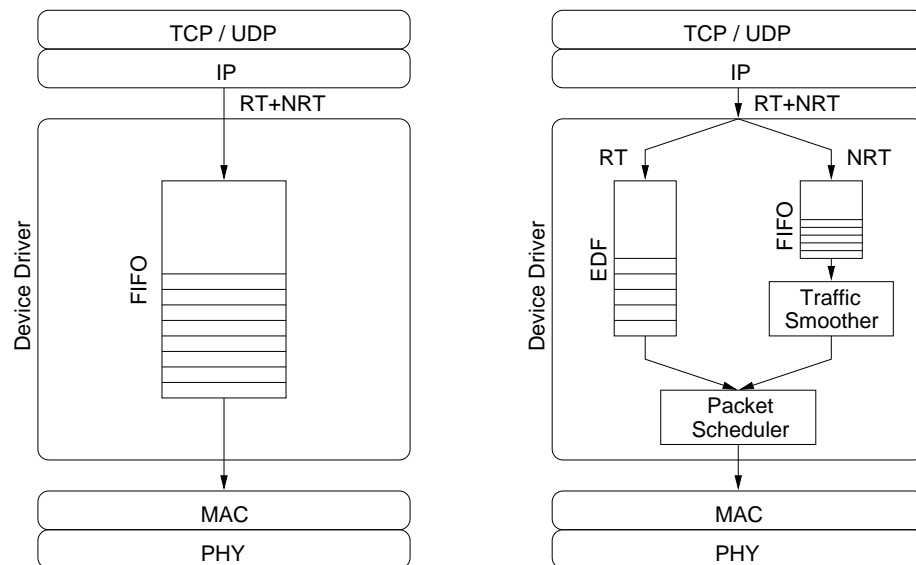 TCP / UDP
IP
RT+NRT
Device Driver
FIFO
MAC
PHY
TCP / UDP
IP
RT+NRT
RT
NRT
Device Driver
EDF
FIFO
Traffic
Smoother
Packet
Scheduler
MAC
PHY